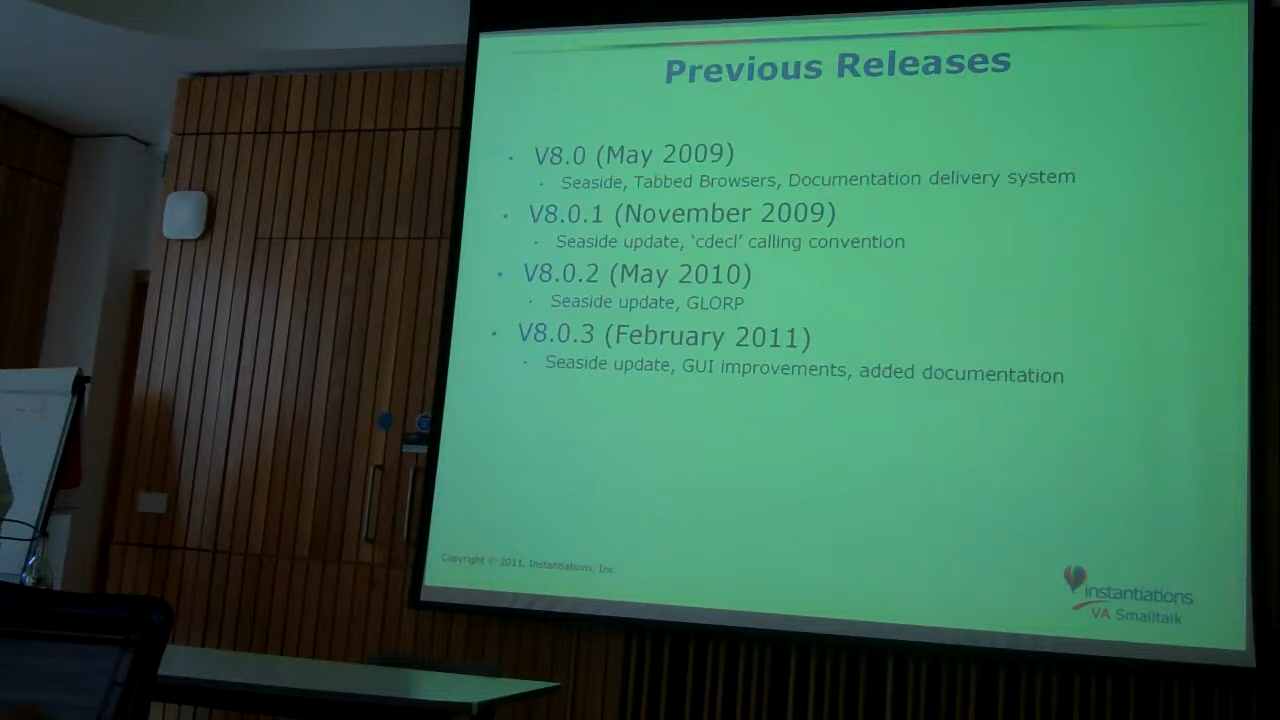 Previous Releases
· V8.0 (May 2009)
· Seaside, Tabbed Browsers, Documentation delivery system
· V8.0.1 (November 2009)
· Seaside update, ‘cdecl’ calling convention
· V8.0.2 (May 2010)
· Seaside update, GLORP
· V8.0.3 (February 2011)
· Seaside update, GUI improvements, added documentation
Copyright © 2011, Instantiations, Inc.
instantiations
VA Smalltalk